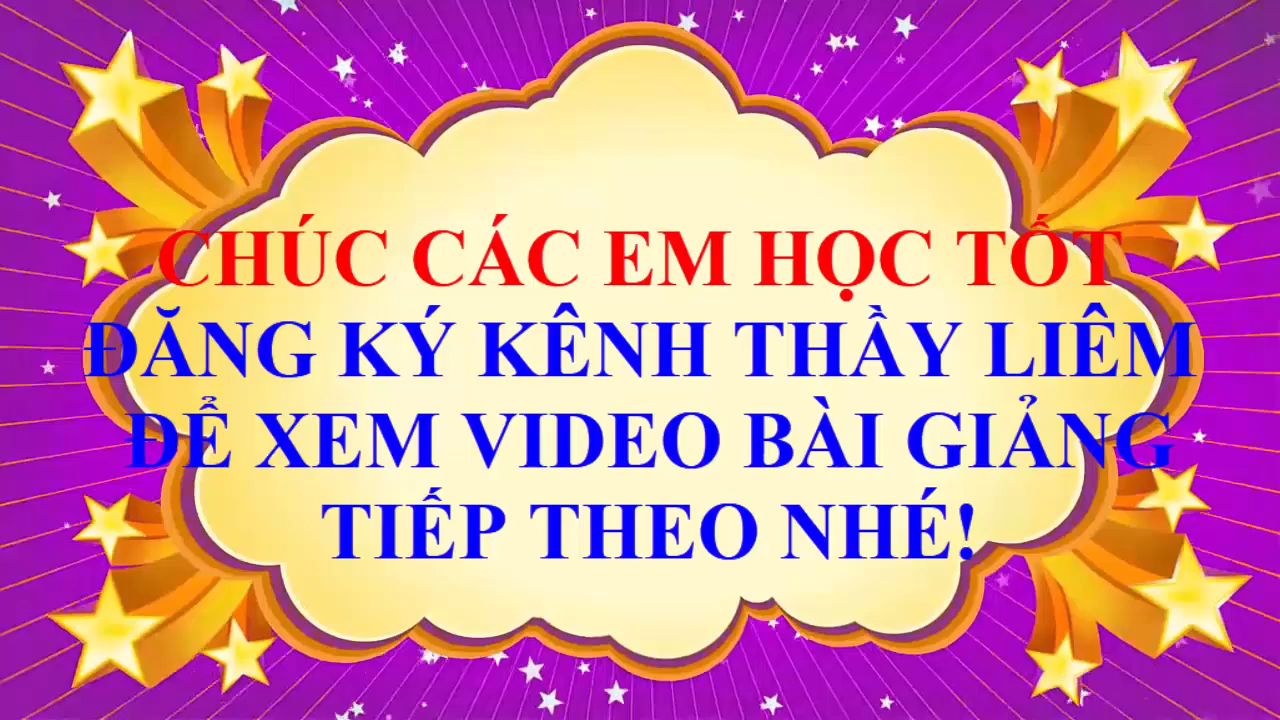 CHÚC CÁC EM HỌC TỐT
ĐĂNG KÝ KÊNH THẦY LIÊM
ĐỂ XEM VIDEO BÀI GIẢNG
TIẾP THEO NHÉ!